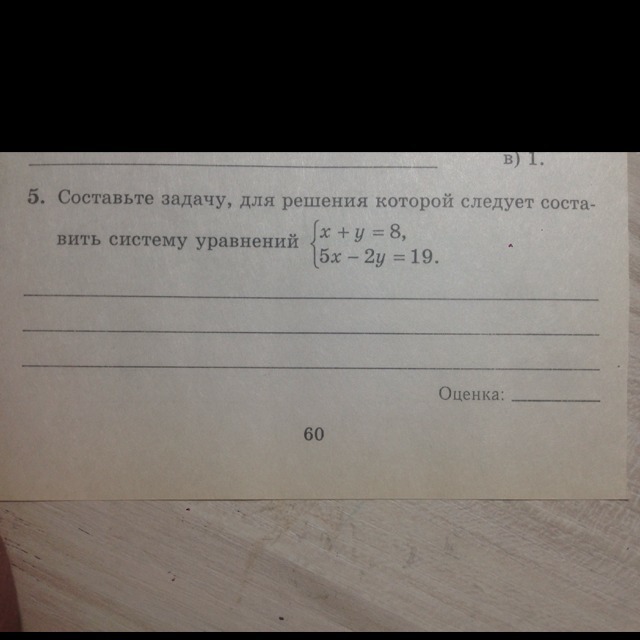 в) 1.
5. Составьте задачу, для решения которой следует соста-
вить систему уравнений { x + y = 8,
5x − 2y = 19.
Оценка:
60